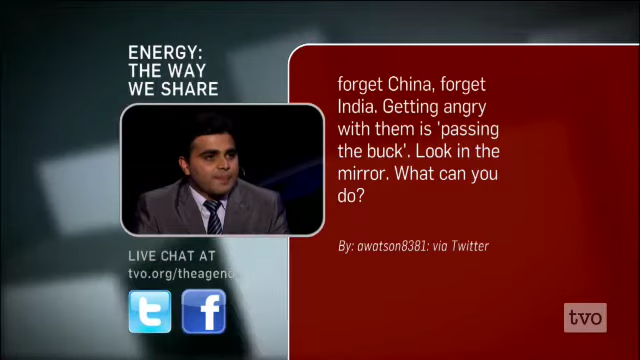 ENERGY:
THE WAY
WE SHARE
forget China, forget
India. Getting angry
with them is 'passing
the buck'. Look in the
mirror. What can you
do?
By: awatson8381: via Twitter
LIVE CHAT AT
tvo.org/theagen
tvo